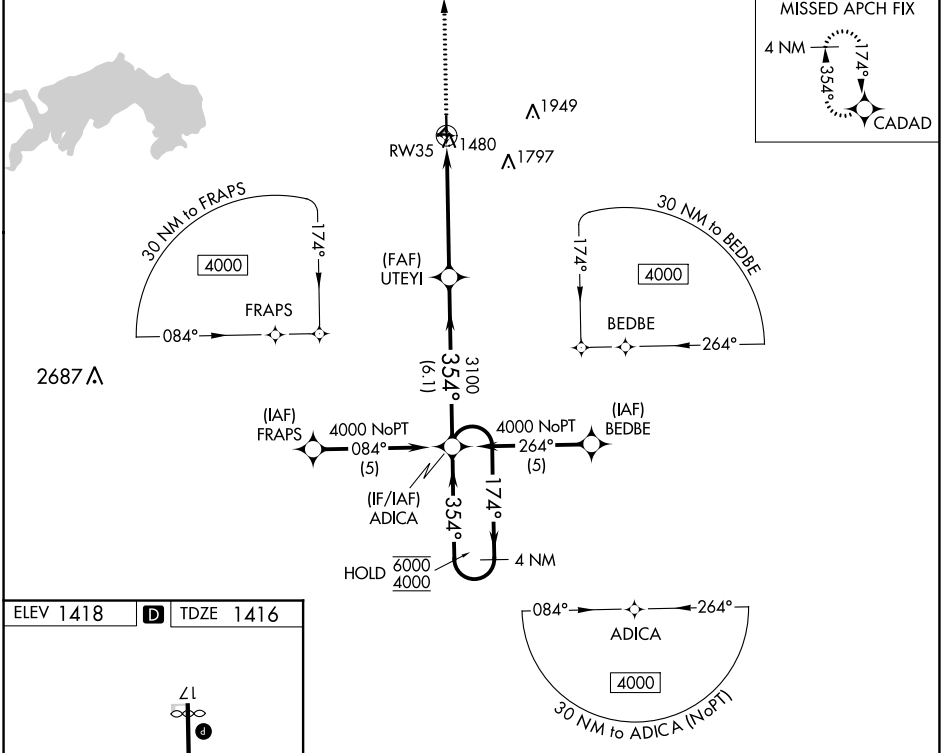 MISSED APCH FIX
4 NM
174°
354°
CADAD
1949
RW35
1480
1797
30 NM to FRAPS
4000
174°
FRAPS
084°
(FAF)
UTEYI
30 NM to BEDBE
174°
4000
BEDBE
264°
2687
3100
354°
(6.1)
(IAF)
FRAPS
4000 NoPT
084°
(5)
4000 NoPT
264°
(5)
(IAF)
BEDBE
(IF/IAF)
ADICA
354°
174°
HOLD 6000
4000
4 NM
084°
264°
ADICA
4000
30 NM to ADICA (NoPT)
ELEV 1418 D TDZE 1416
17
P